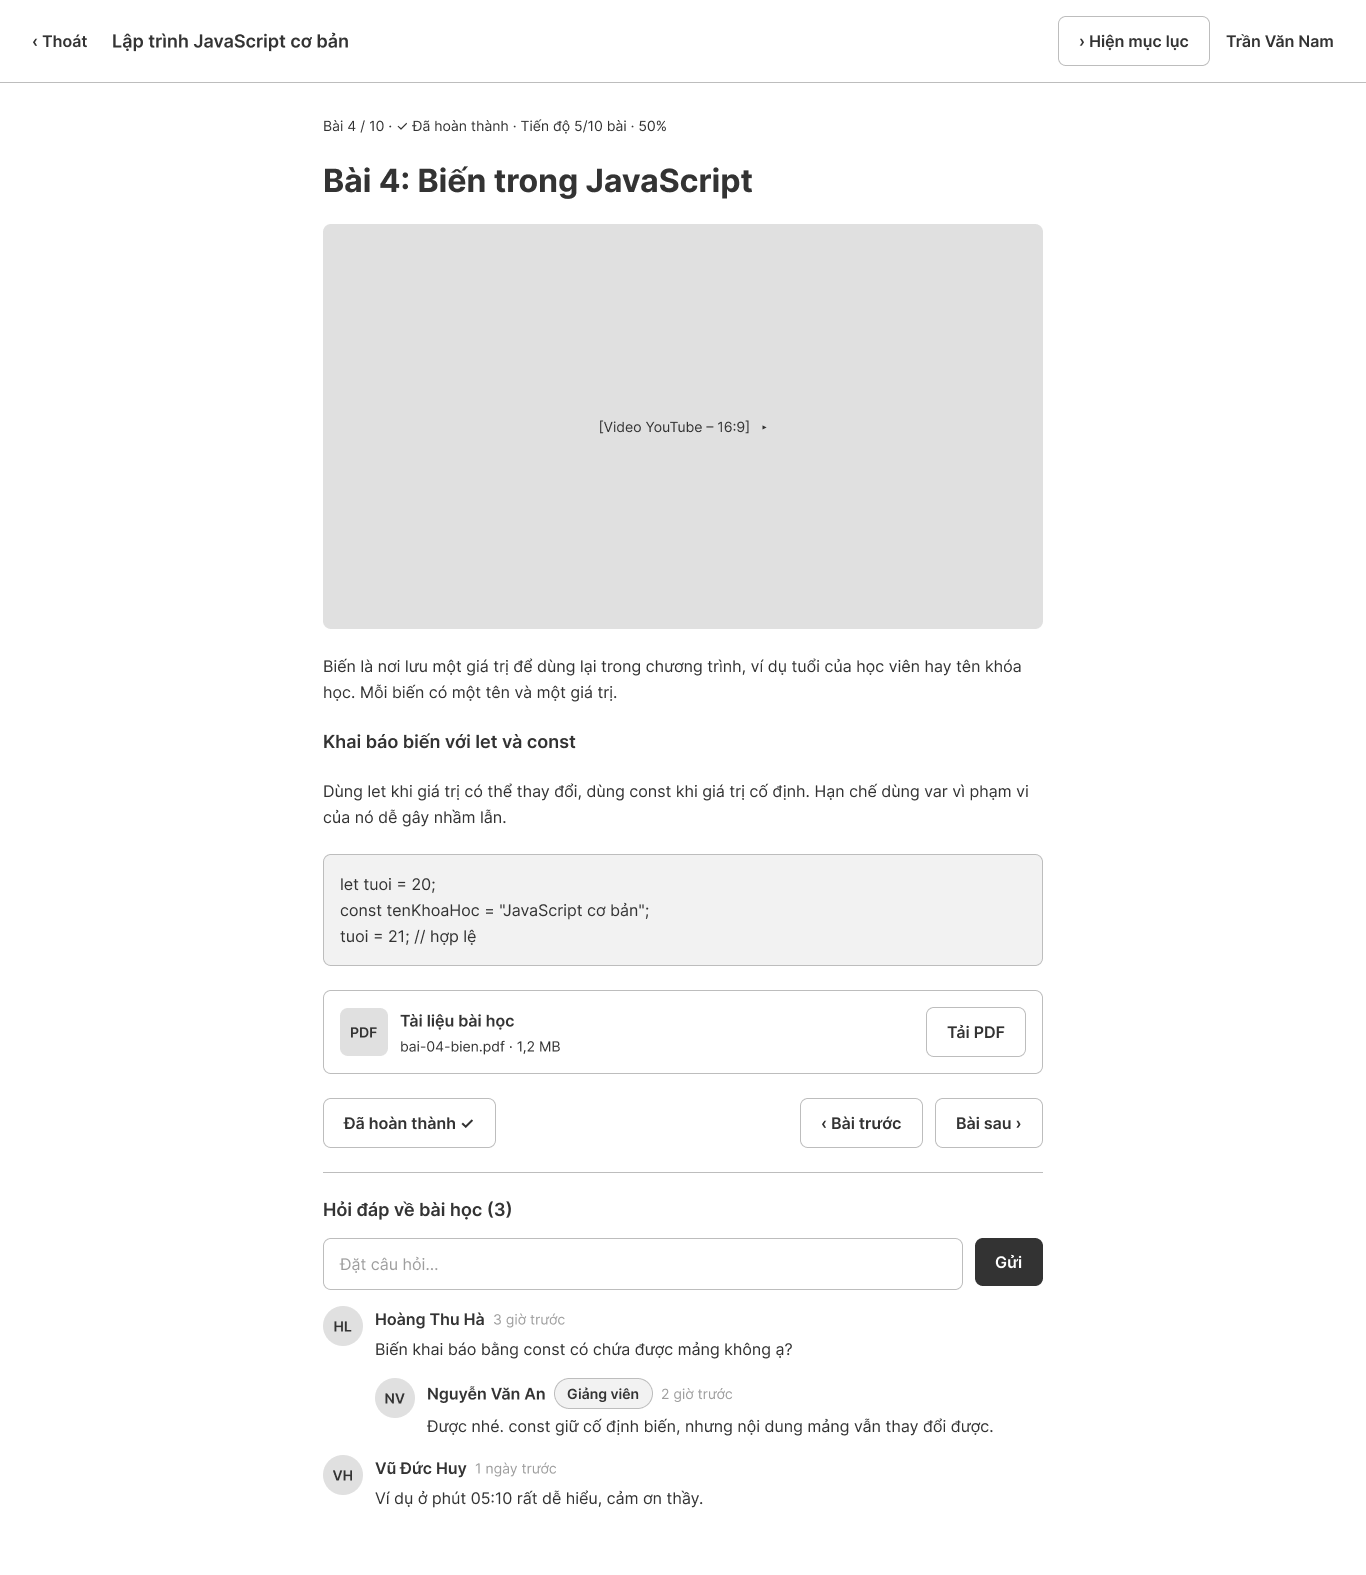 ‹ Thoát
Lập trình JavaScript cơ bản
› Hiện mục lục
Trần Văn Nam
Bài 4 / 10 · ✓ Đã hoàn thành · Tiến độ 5/10 bài · 50%
Bài 4: Biến trong JavaScript
[Video YouTube – 16:9] ‣
Biến là nơi lưu một giá trị để dùng lại trong chương trình, ví dụ tuổi của học viên hay tên khóa
học. Mỗi biến có một tên và một giá trị.
Khai báo biến với let và const
Dùng let khi giá trị có thể thay đổi, dùng const khi giá trị cố định. Hạn chế dùng var vì phạm vi
của nó dễ gây nhầm lẫn.
let tuoi = 20;
const tenKhoaHoc = "JavaScript cơ bản";
tuoi = 21; // hợp lệ
PDF
Tài liệu bài học
bai-04-bien.pdf · 1,2 MB
Tải PDF
Đã hoàn thành ✓
‹ Bài trước
Bài sau ›
Hỏi đáp về bài học (3)
Đặt câu hỏi...
Gửi
HL
Hoàng Thu Hà 3 giờ trước
Biến khai báo bằng const có chứa được mảng không ạ?
NV
Nguyễn Văn An Giảng viên 2 giờ trước
Được nhé. const giữ cố định biến, nhưng nội dung mảng vẫn thay đổi được.
VH
Vũ Đức Huy 1 ngày trước
Ví dụ ở phút 05:10 rất dễ hiểu, cảm ơn thầy.